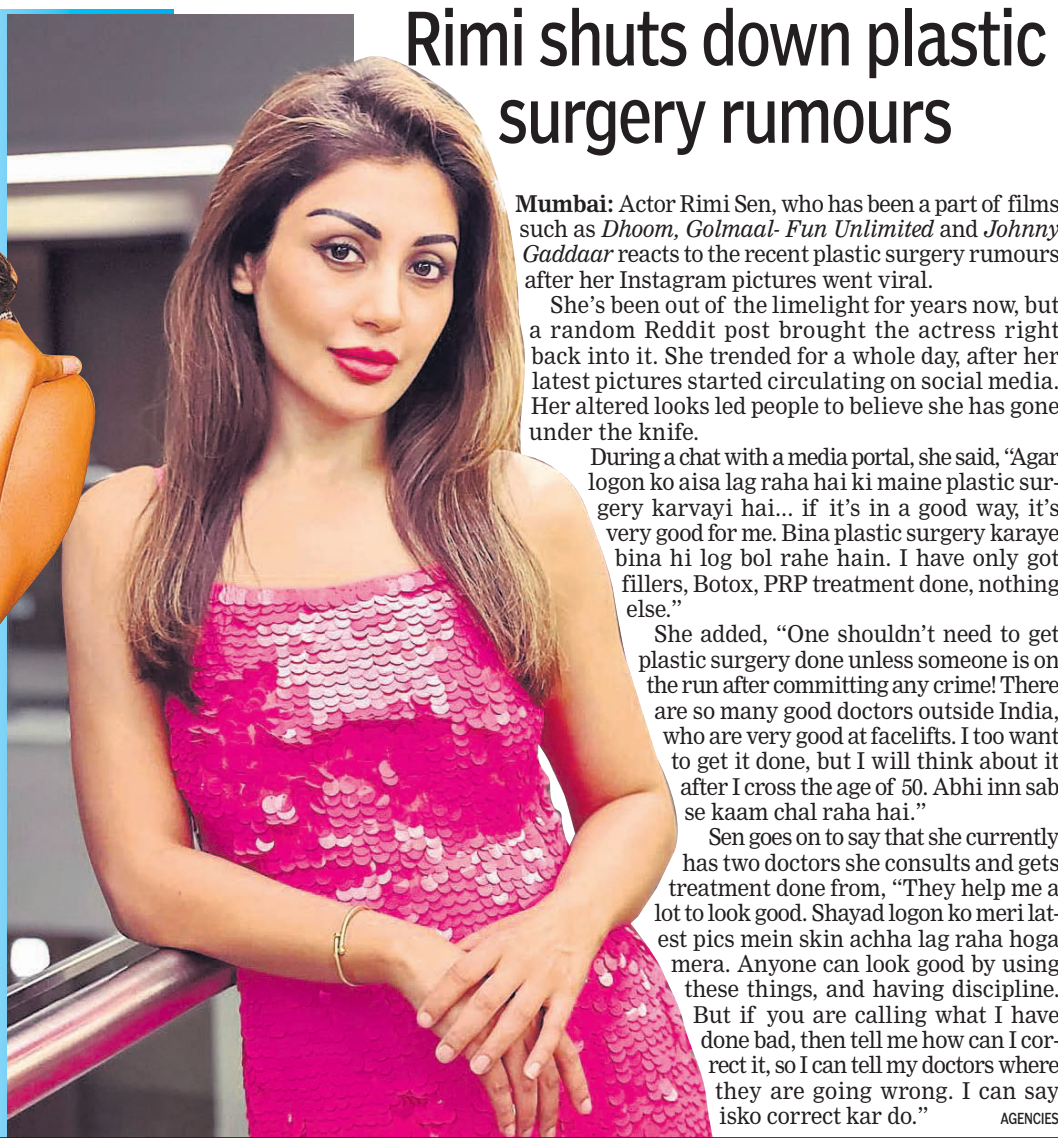 Rimi shuts down plastic
surgery rumours
Mumbai: Actor Rimi Sen, who has been a part of films
such as Dhoom, Golmaal- Fun Unlimited and Johnny
Gaddaar reacts to the recent plastic surgery rumours
after her Instagram pictures went viral.
She’s been out of the limelight for years now, but
a random Reddit post brought the actress right
back into it. She trended for a whole day, after her
latest pictures started circulating on social media.
Her altered looks led people to believe she has gone
under the knife.
During a chat with a media portal, she said, “Agar
logon ko aisa lag raha hai ki maine plastic sur-
gery karvayi hai... if it’s in a good way, it’s
very good for me. Bina plastic surgery karaye
bina hi log bol rahe hain. I have only got
fillers, Botox, PRP treatment done, nothing
else.”
She added, “One shouldn’t need to get
plastic surgery done unless someone is on
the run after committing any crime! There
are so many good doctors outside India,
who are very good at facelifts. I too want
to get it done, but I will think about it
after I cross the age of 50. Abhi inn sab
se kaam chal raha hai.”
Sen goes on to say that she currently
has two doctors she consults and gets
treatment done from, “They help me a
lot to look good. Shayad logon ko meri lat-
est pics mein skin achha lag raha hoga
mera. Anyone can look good by using
these things, and having discipline.
But if you are calling what I have
done bad, then tell me how can I cor-
rect it, so I can tell my doctors where
they are going wrong. I can say
isko correct kar do.” AGENCIES